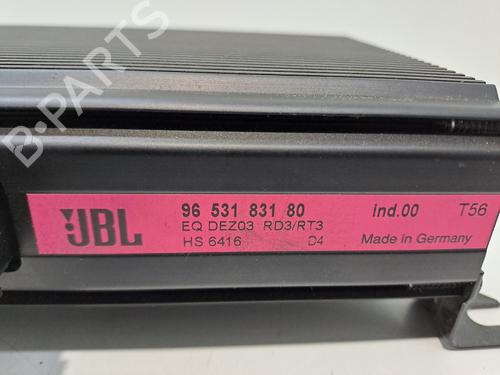 B-PARTS
JBL
96 531 831 80 ind.00 T56
EQ DEZ03 RD3/RT3
HS 6416 D4 Made in Germany